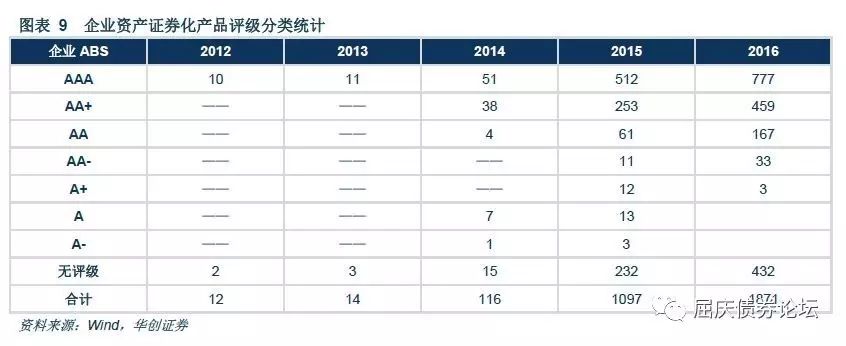 图表 9 企业资产证券化产品评级分类统计
企业 ABS 2012 2013 2014 2015 2016
AAA 10 11 51 512 777
AA+ —— —— 38 253 459
AA —— —— 4 61 167
AA- —— —— —— 11 33
A+ —— —— —— 12 3
A —— —— 7 13
A- —— —— 1 3
无评级 2 3 15 232 432
合计 12 14 116 1097 1871
屈庆债券论坛
资料来源：Wind，华创证券